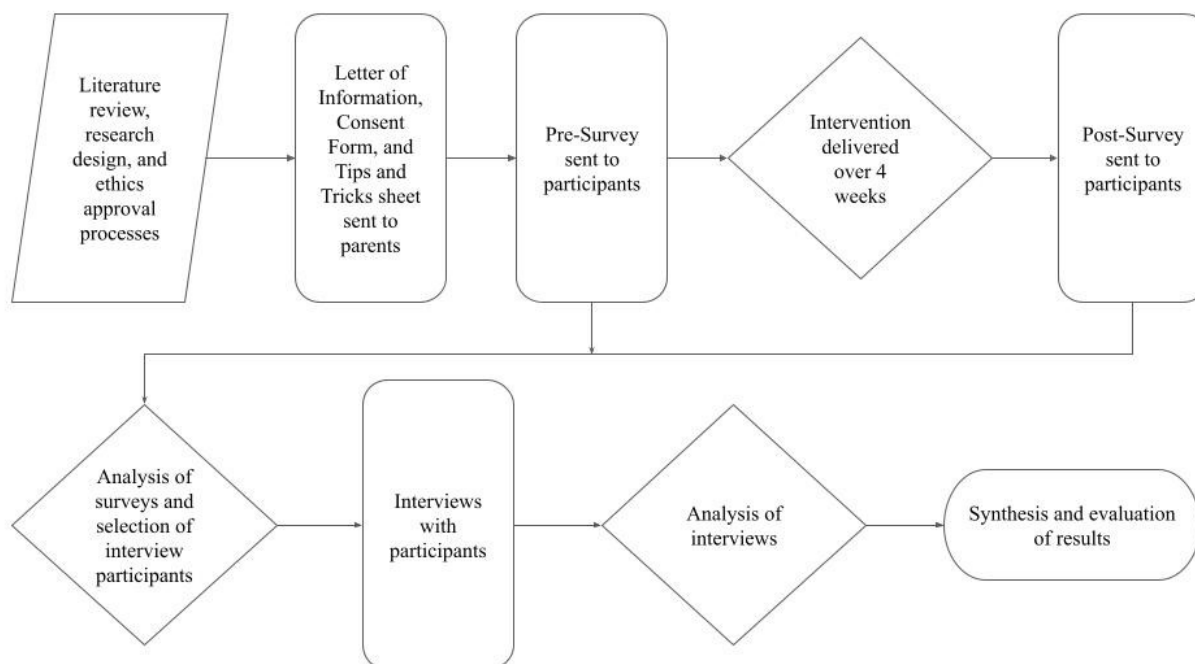 Literature
review,
research
design, and
ethics
approval
processes
Letter of
Information,
Consent
Form, and
Tips and
Tricks sheet
sent to
parents
Pre-Survey
sent to
participants
Intervention
delivered
over 4
weeks
Post-Survey
sent to
participants
Analysis of
surveys and
selection of
interview
participants
Interviews
with
participants
Analysis of
interviews
Synthesis and evaluation
of results